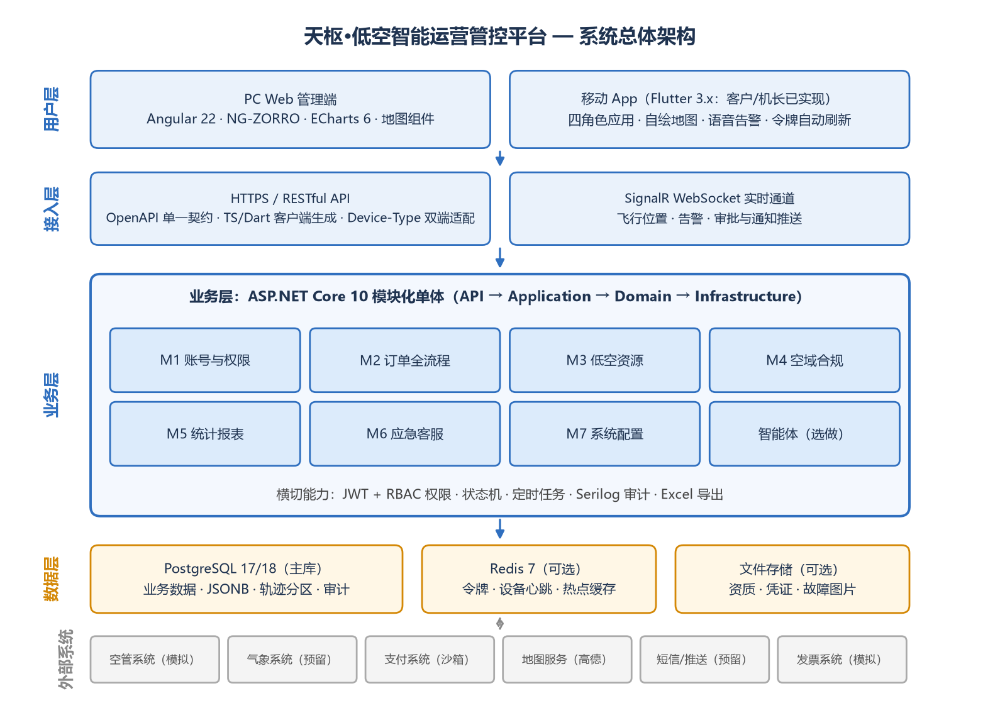 天枢·低空智能运营管控平台 — 系统总体架构
用户层
PC Web 管理端
Angular 22 · NG-ZORRO · ECharts 6 · 地图组件
移动 App（Flutter 3.x：客户/机长已实现）
四角色应用 · 自绘地图 · 语音告警 · 令牌自动刷新
接入层
HTTPS / RESTful API
OpenAPI 单一契约 · TS/Dart 客户端生成 · Device-Type 双端适配
SignalR WebSocket 实时通道
飞行位置 · 告警 · 审批与通知推送
业务层
业务层：ASP.NET Core 10 模块化单体（API → Application → Domain → Infrastructure）
M1 账号与权限
M2 订单全流程
M3 低空资源
M4 空域合规
M5 统计报表
M6 应急客服
M7 系统配置
智能体（选做）
横切能力：JWT + RBAC 权限 · 状态机 · 定时任务 · Serilog 审计 · Excel 导出
数据层
PostgreSQL 17/18（主库）
业务数据 · JSONB · 轨迹分区 · 审计
Redis 7（可选）
令牌 · 设备心跳 · 热点缓存
文件存储（可选）
资质 · 凭证 · 故障图片
外部系统
空管系统（模拟）
气象系统（预留）
支付系统（沙箱）
地图服务（高德）
短信/推送（预留）
发票系统（模拟）